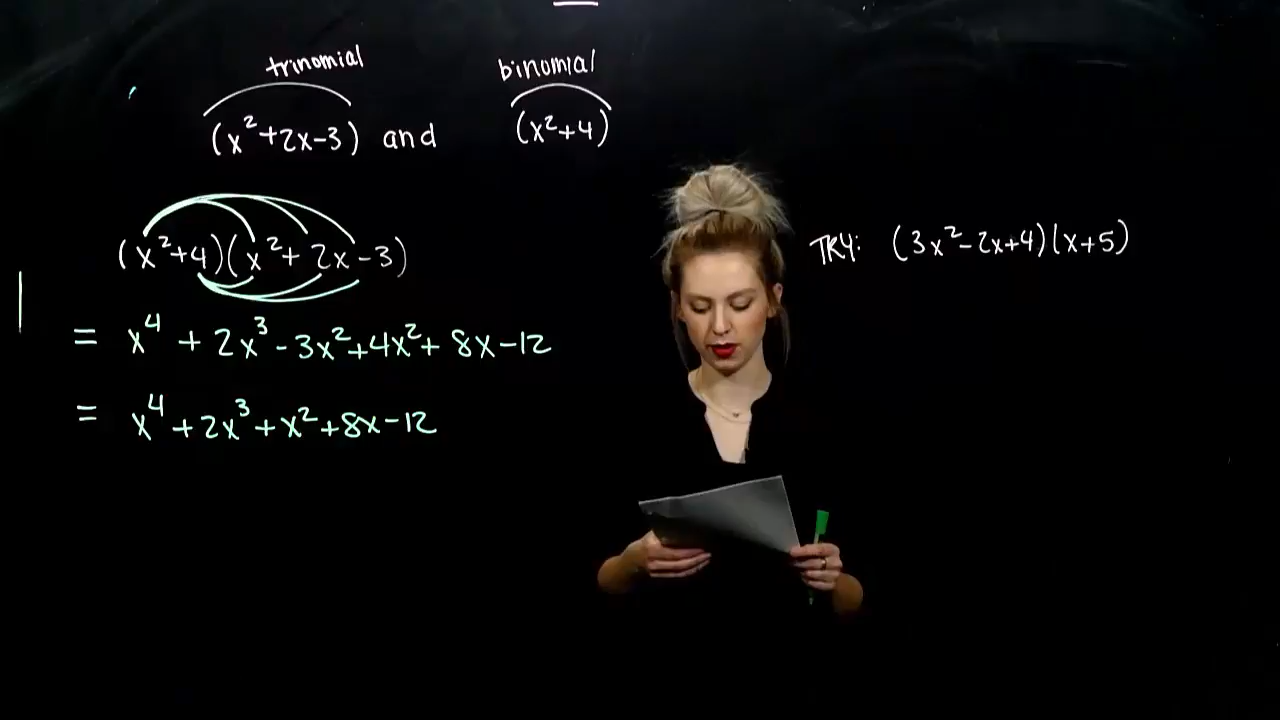 trinomial binomial
(x²+2x-3) and (x²+4)
(x²+4)(x²+2x-3)
= x⁴ + 2x³ - 3x² + 4x² + 8x - 12
= x⁴ + 2x³ + x² + 8x - 12
TRY: (3x²-2x+4)(x+5)